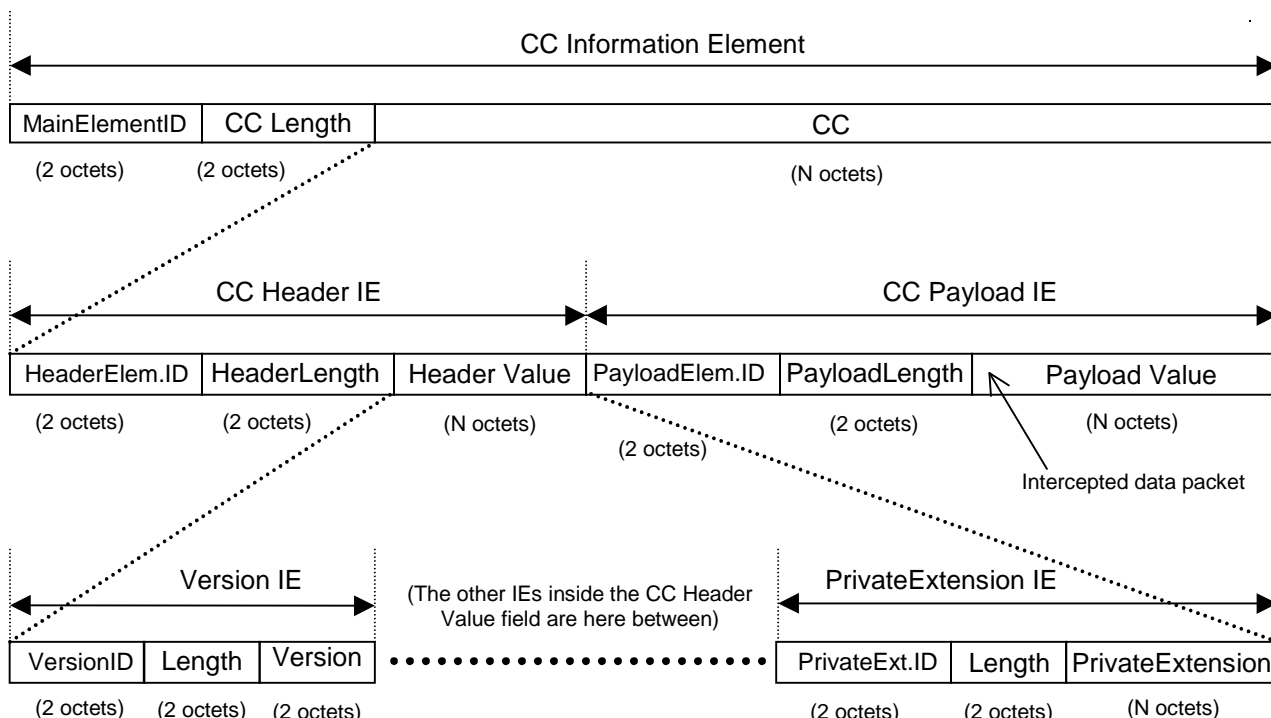 CC Information Element
MainElementID CC Length CC
(2 octets) (2 octets) (N octets)
CC Header IE CC Payload IE
HeaderElem.ID HeaderLength Header Value PayloadElem.ID PayloadLength Payload Value
(2 octets) (2 octets) (N octets) (2 octets) (2 octets) (N octets)
Intercepted data packet
Version IE (The other IEs inside the CC Header PrivateExtension IE
Value field are here between)
VersionID Length Version PrivateExt.ID Length PrivateExtension
(2 octets) (2 octets) (2 octets) (2 octets) (2 octets) (N octets)